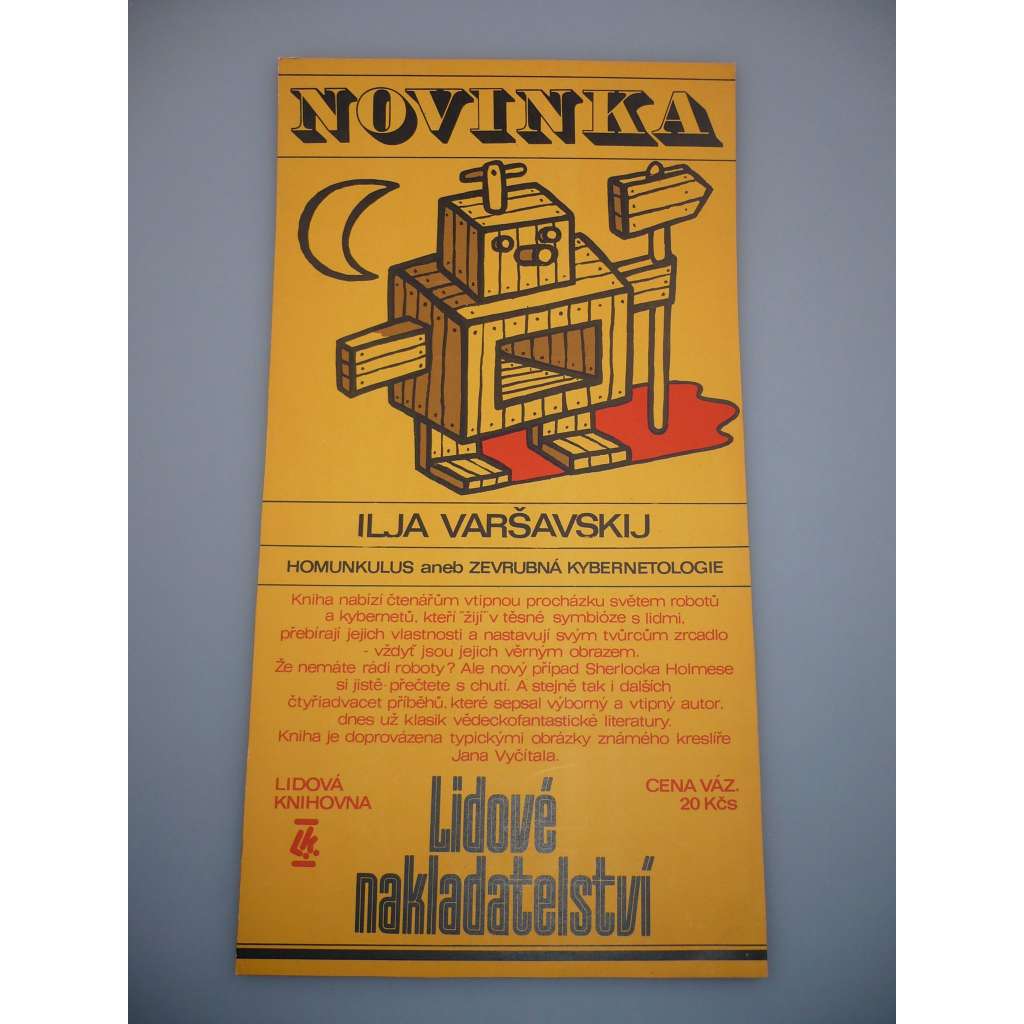 NOVINKA
ILJA VARŠAVSKIJ
HOMUNKULUS aneb ZEVRUBNÁ KYBERNETOLOGIE
Kniha nabízí čtenářům vtipnou procházku světem robotů
a kybernetů, kteří "žijí" v těsné symbióze s lidmi,
přebírají jejich vlastnosti a nastavují svým tvůrcům zrcadlo
- vždyť jsou jejich věrným obrazem.
Že nemáte rádi roboty? Ale nový případ Sherlocka Holmese
si jistě přečtete s chutí. A stejně tak i dalších
čtyřiadvacet příběhů, které sepsal výborný a vtipný autor,
dnes už klasik vědeckofantastické literatury.
Kniha je doprovázena typickými obrázky známého kreslíře
Jana Vyčítala.
LIDOVÁ
KNIHOVNA
Lk.
CENA VÁZ.
20 Kčs
Lidové
nakladatelství